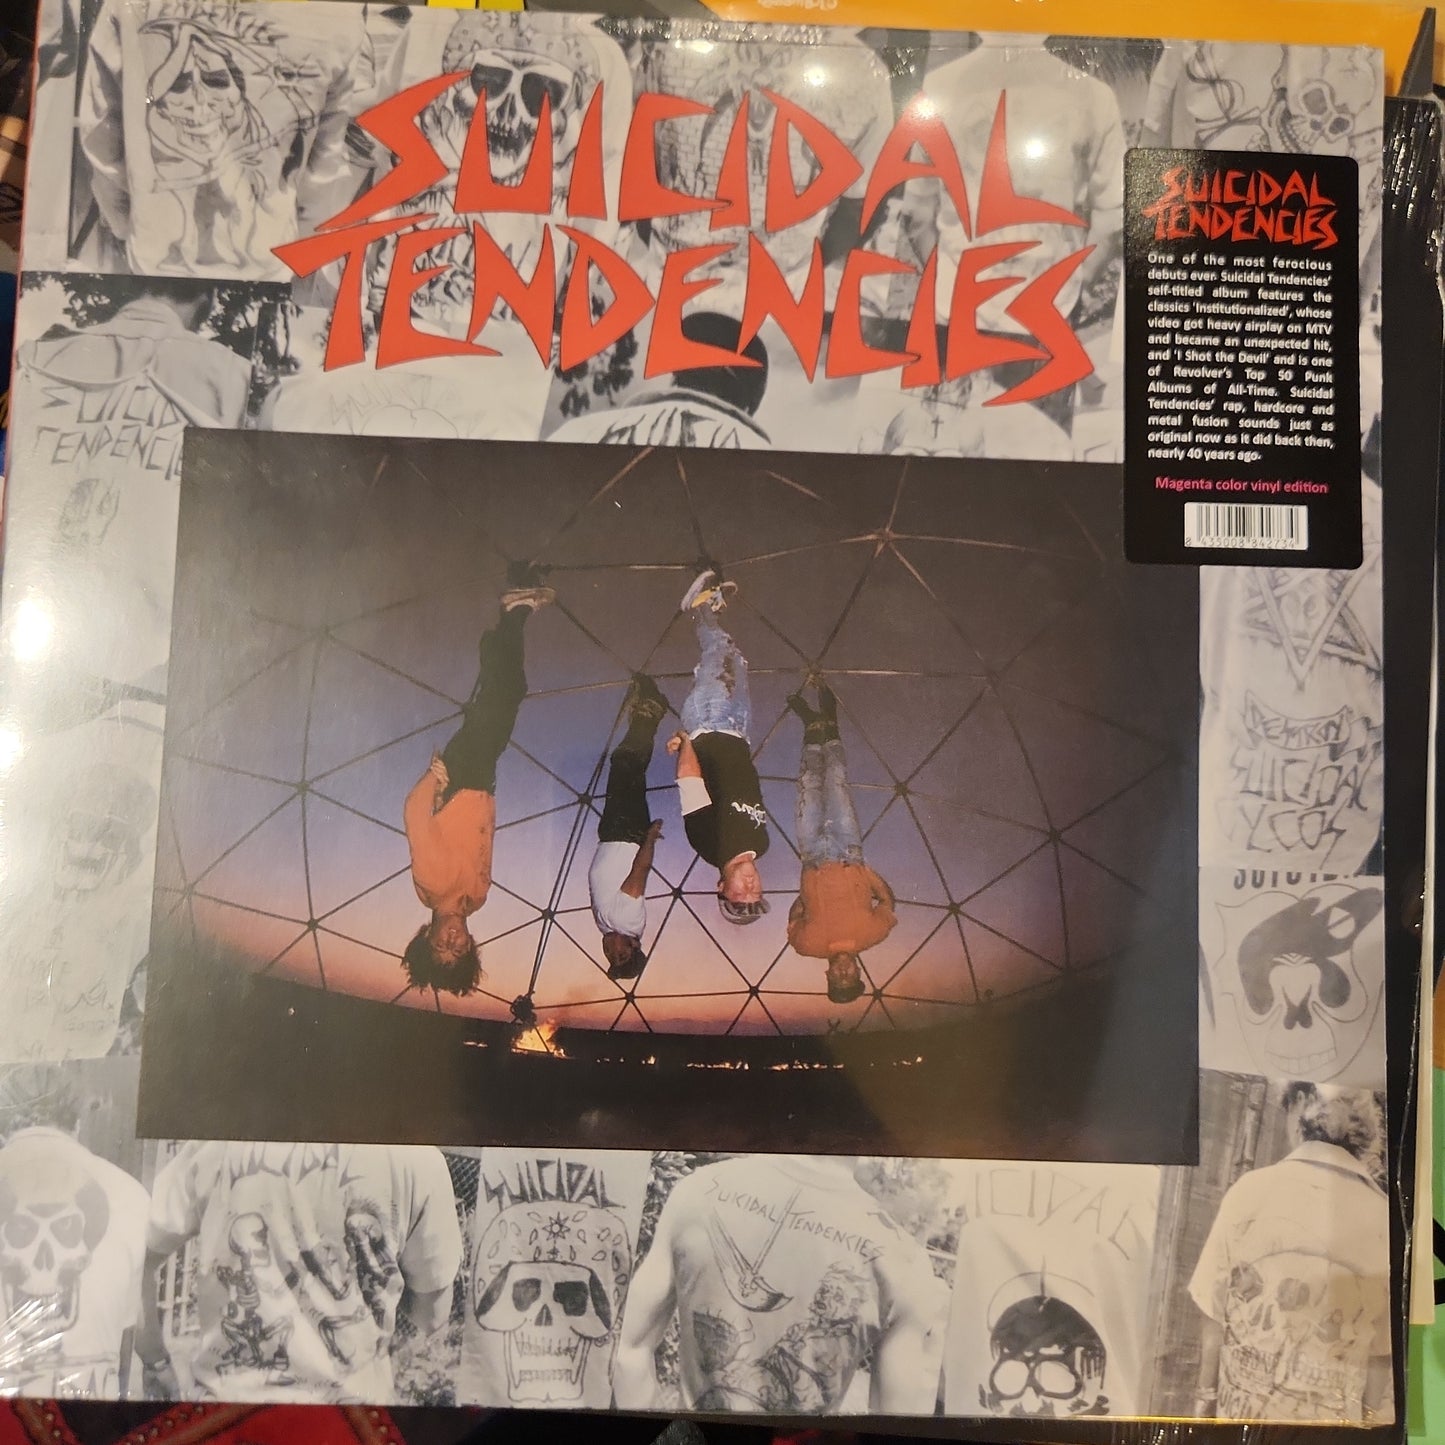 SUICIDAL
TENDENCIES
SUICIDAL
TENDENCIES
One of the most ferocious
debuts ever. Suicidal Tendencies'
self-titled album features the
classics 'Institutionalized', whose
video got heavy airplay on MTV
and became an unexpected hit,
and 'I Shot the Devil' and is one
of Revolver's Top 50 Punk
Albums of All-Time. Suicidal
Tendencies' rap, hardcore and
metal fusion sounds just as
original now as it did back then,
nearly 40 years ago.
Magenta color vinyl edition
8 435008 842734
TENDENCIES
SUICIDAL
CYCOS
SUICIDAL
SUICIDAL
SUICIDAL TENDENCIES